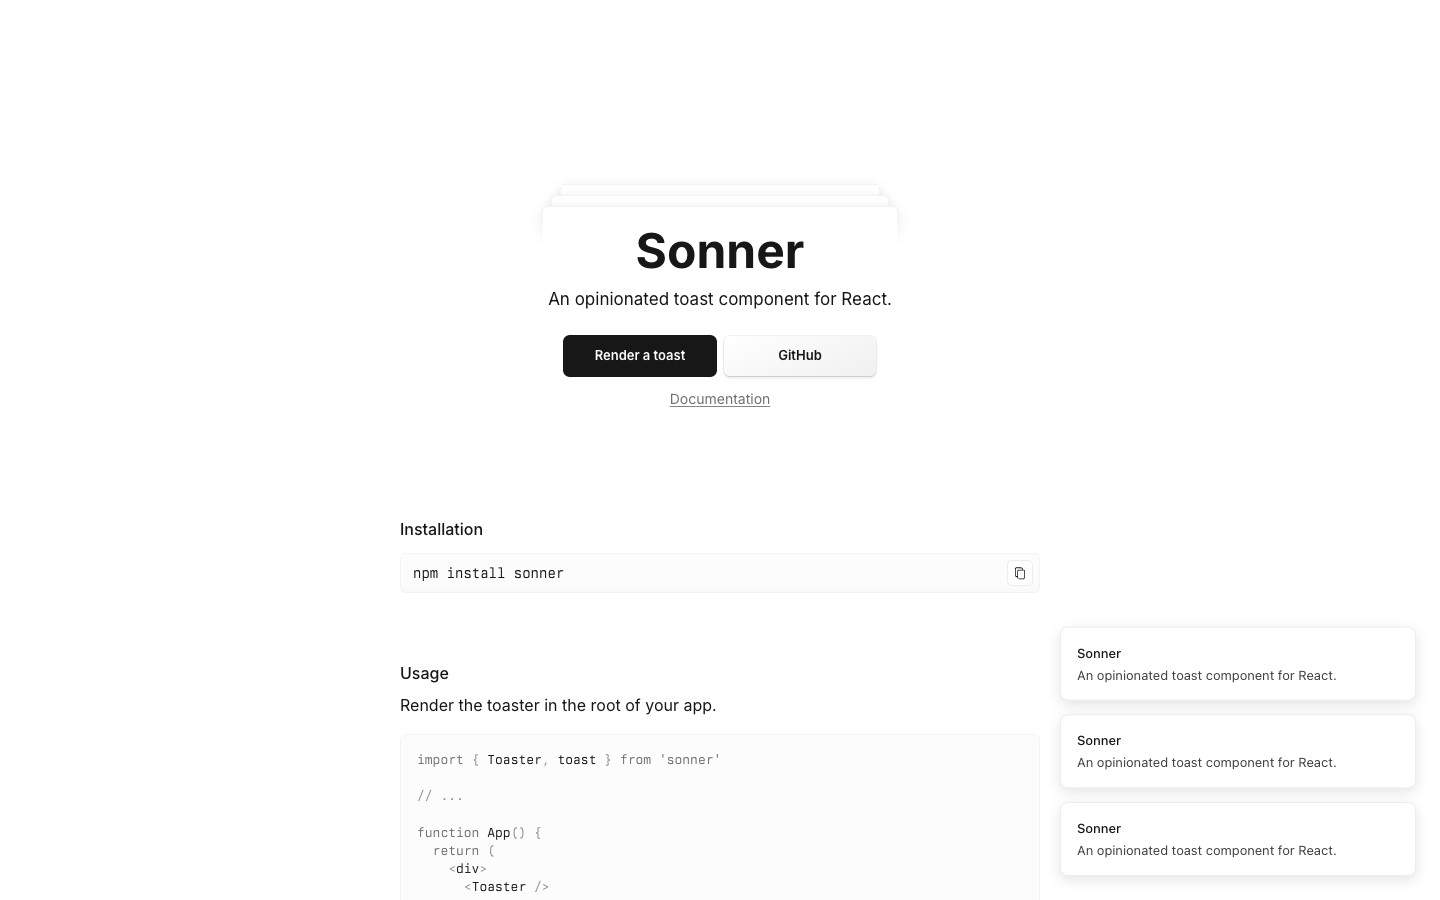 Sonner
An opinionated toast component for React.
Render a toast
GitHub
Documentation
Installation
npm install sonner
Usage
Render the toaster in the root of your app.
import { Toaster, toast } from 'sonner'
// ...
function App() {
  return (
    <div>
      <Toaster />
Sonner
An opinionated toast component for React.
Sonner
An opinionated toast component for React.
Sonner
An opinionated toast component for React.